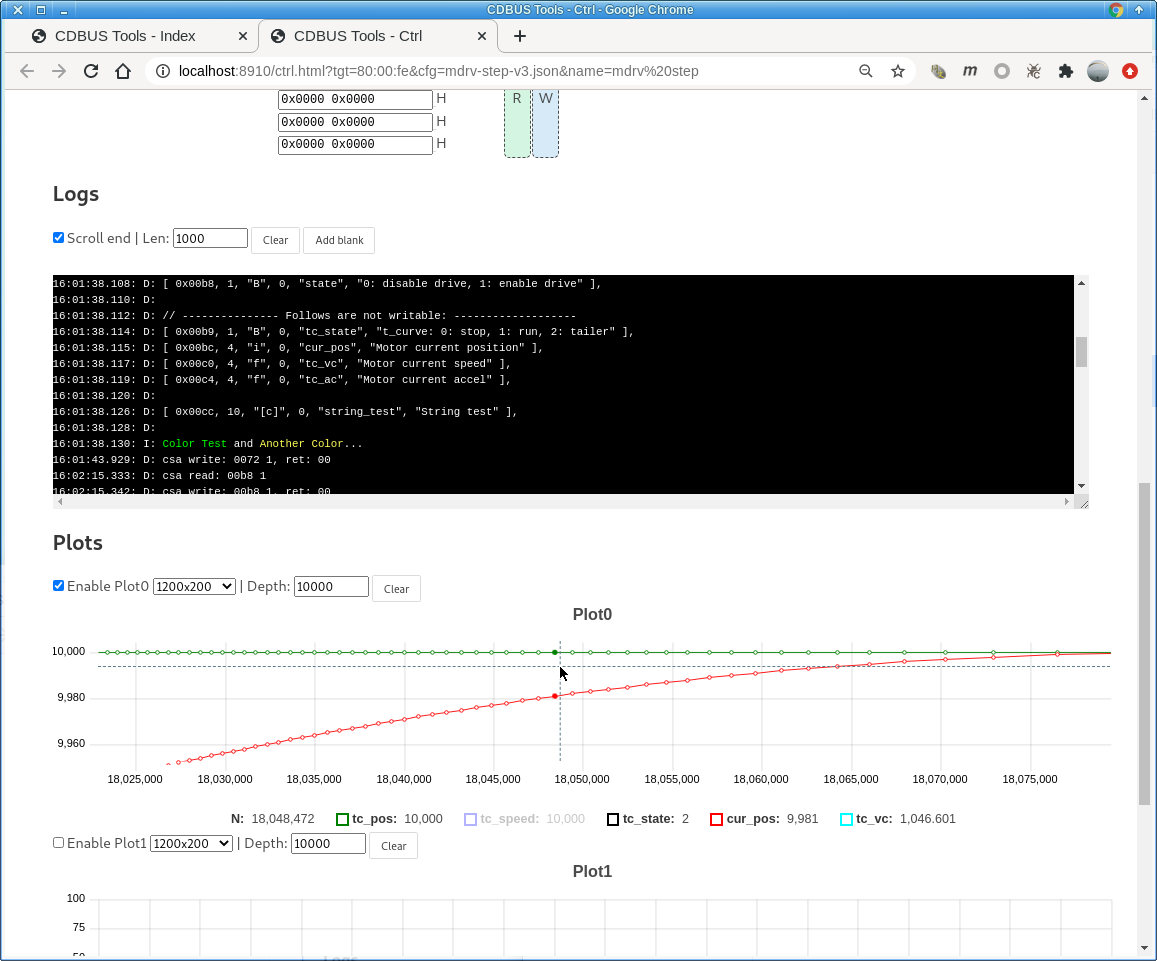 CDBUS Tools - Ctrl - Google Chrome
CDBUS Tools - Index
CDBUS Tools - Ctrl
localhost:8910/ctrl.html?tgt=80:00:fe&cfg=mdrv-step-v3.json&name=mdrv%20step
m
0x0000 0x0000 H R W
0x0000 0x0000 H
0x0000 0x0000 H
Logs
Scroll end | Len: 1000 Clear Add blank
16:01:38.108: D: [ 0x00b8, 1, "B", 0, "state", "0: disable drive, 1: enable drive" ],
16:01:38.110: D:
16:01:38.112: D: // --------------- Follows are not writable: -------------------
16:01:38.114: D: [ 0x00b9, 1, "B", 0, "tc_state", "t_curve: 0: stop, 1: run, 2: tailer" ],
16:01:38.115: D: [ 0x00bc, 4, "i", 0, "cur_pos", "Motor current position" ],
16:01:38.117: D: [ 0x00c0, 4, "f", 0, "tc_vc", "Motor current speed" ],
16:01:38.119: D: [ 0x00c4, 4, "f", 0, "tc_ac", "Motor current accel" ],
16:01:38.120: D:
16:01:38.126: D: [ 0x00cc, 10, "[c]", 0, "string_test", "String test" ],
16:01:38.128: D:
16:01:38.130: I: Color Test and Another Color...
16:01:43.929: D: csa write: 0072 1, ret: 00
16:02:15.333: D: csa read: 00b8 1
16:02:15.342: D: csa write: 00b8 1, ret: 00
Plots
Enable Plot0 1200x200 | Depth: 10000 Clear
Plot0
10,000
9,980
9,960
18,025,000 18,030,000 18,035,000 18,040,000 18,045,000 18,050,000 18,055,000 18,060,000 18,065,000 18,070,000 18,075,000
N: 18,048,472 tc_pos: 10,000 tc_speed: 10,000 tc_state: 2 cur_pos: 9,981 tc_vc: 1,046.601
Enable Plot1 1200x200 | Depth: 10000 Clear
Plot1
100
75
50